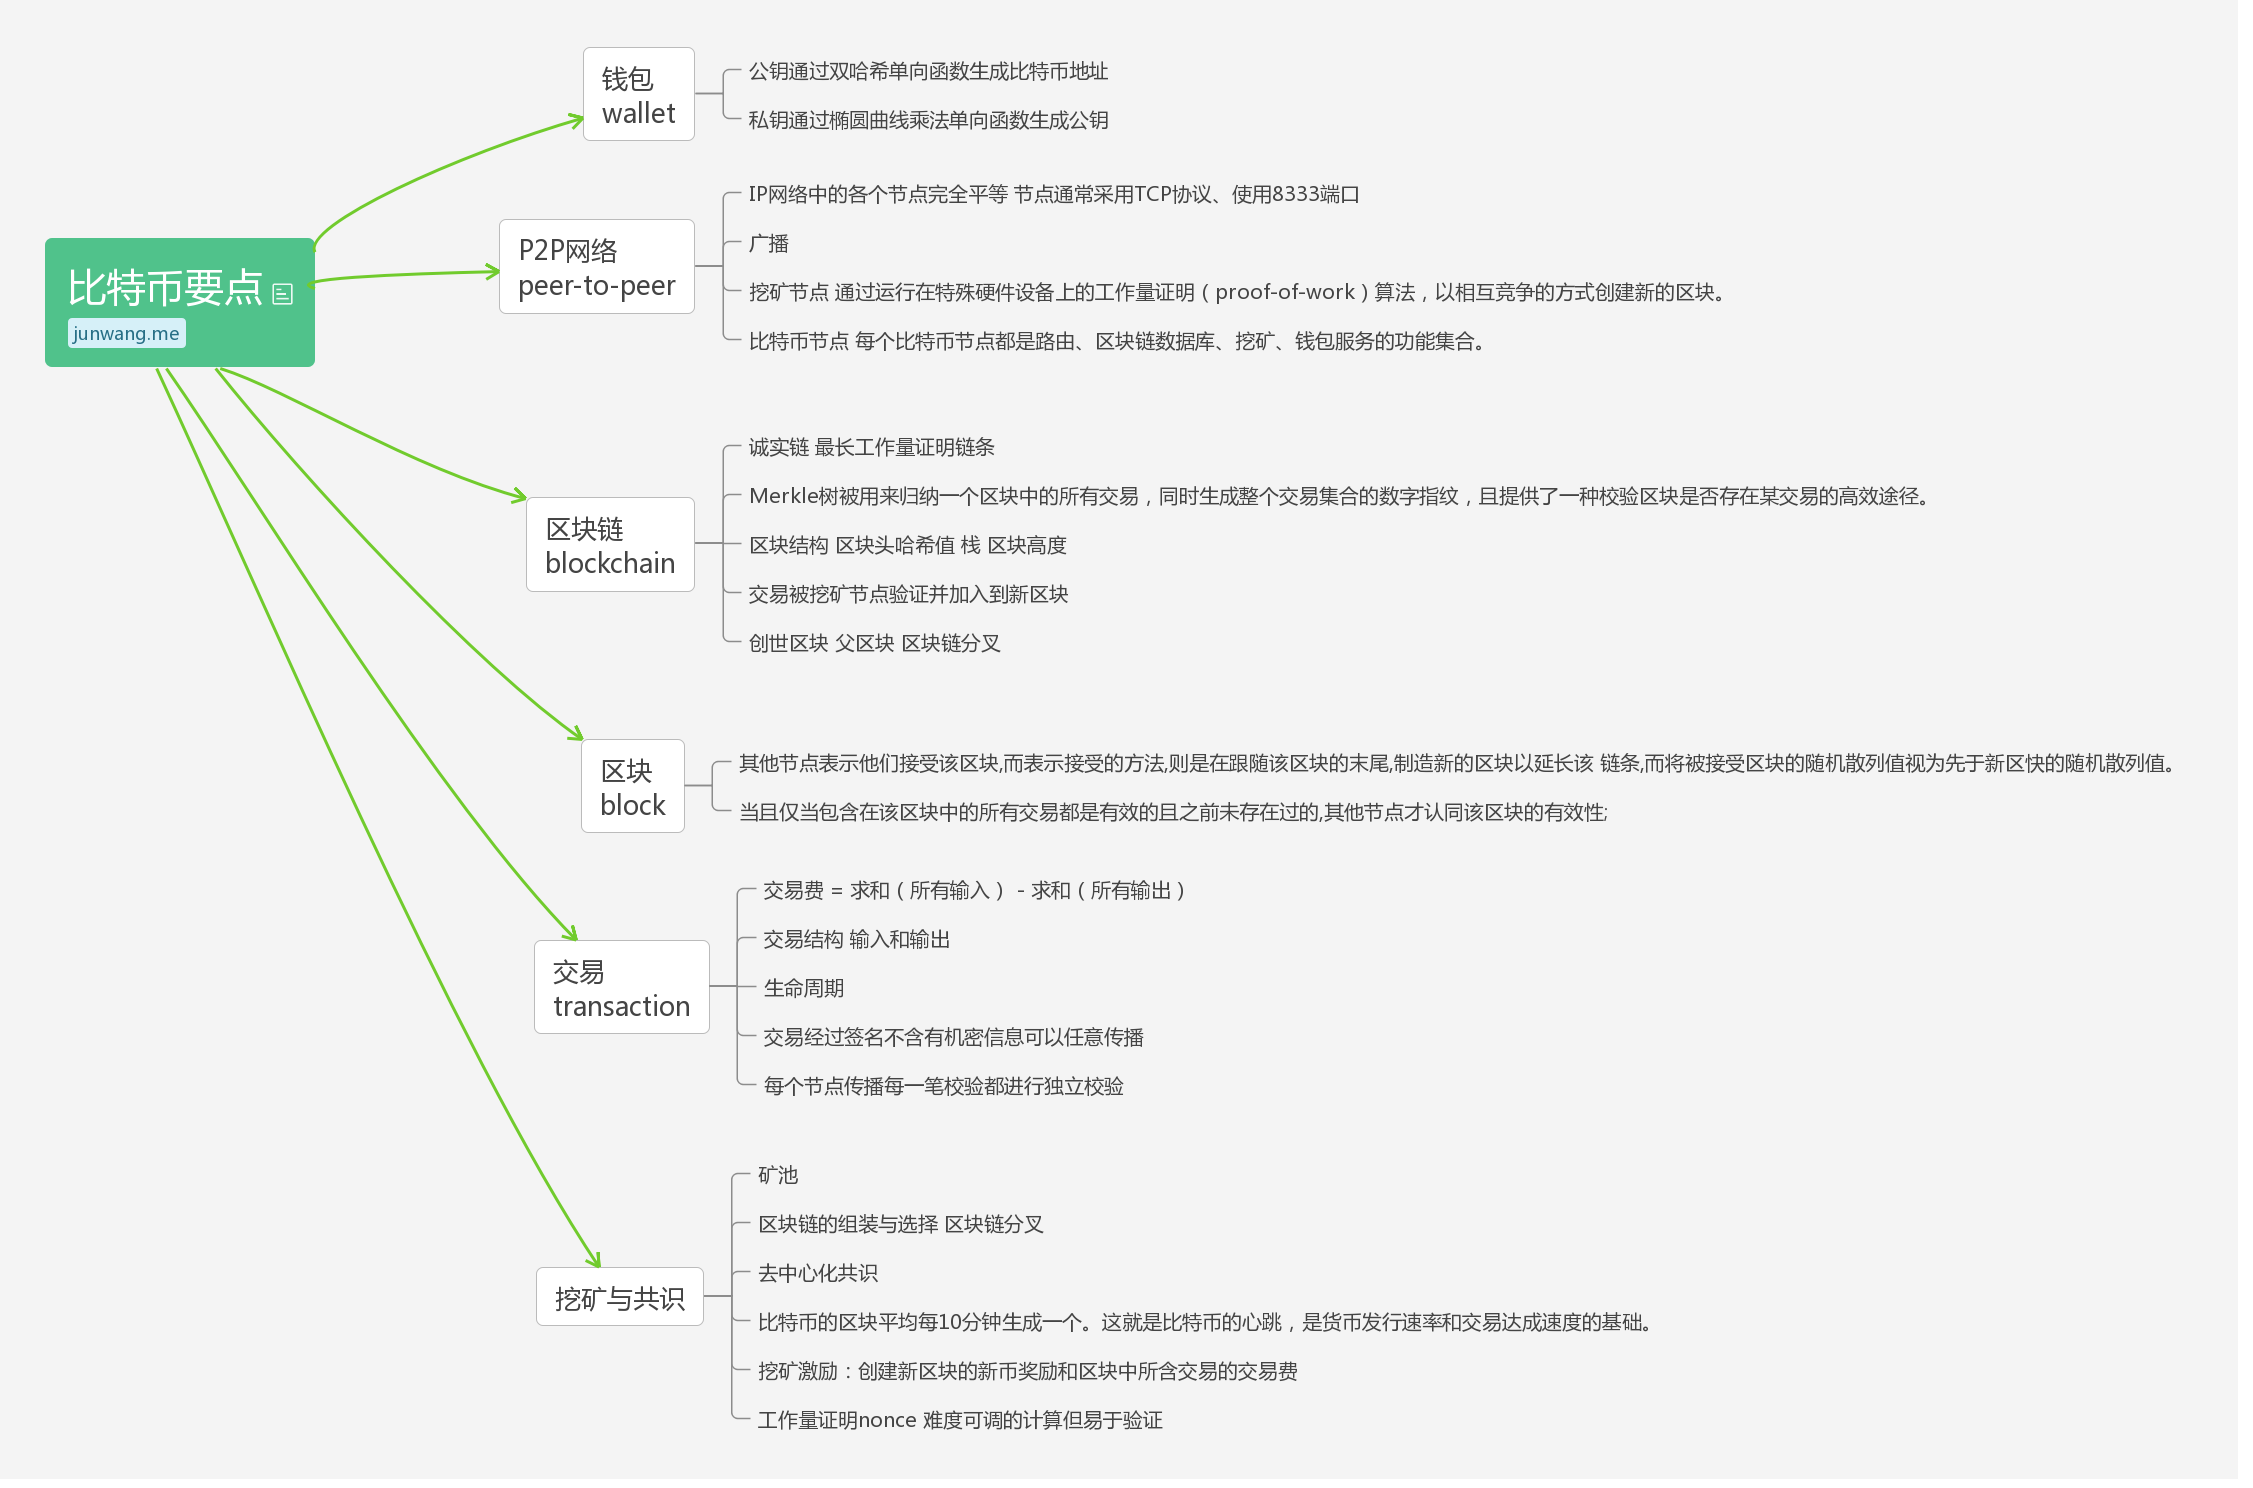 比特币要点
junwang.me
钱包
wallet
公钥通过双哈希单向函数生成比特币地址
私钥通过椭圆曲线乘法单向函数生成公钥
P2P网络
peer-to-peer
IP网络中的各个节点完全平等 节点通常采用TCP协议、使用8333端口
广播
挖矿节点 通过运行在特殊硬件设备上的工作量证明（proof-of-work）算法，以相互竞争的方式创建新的区块。
比特币节点 每个比特币节点都是路由、区块链数据库、挖矿、钱包服务的功能集合。
区块链
blockchain
诚实链 最长工作量证明链条
Merkle树被用来归纳一个区块中的所有交易，同时生成整个交易集合的数字指纹，且提供了一种校验区块是否存在某交易的高效途径。
区块结构 区块头哈希值 栈 区块高度
交易被挖矿节点验证并加入到新区块
创世区块 父区块 区块链分叉
区块
block
其他节点表示他们接受该区块,而表示接受的方法,则是在跟随该区块的末尾,制造新的区块以延长该 链条,而将被接受区块的随机散列值视为先于新区快的随机散列值。
当且仅当包含在该区块中的所有交易都是有效的且之前未存在过的,其他节点才认同该区块的有效性;
交易
transaction
交易费 = 求和（所有输入） - 求和（所有输出）
交易结构 输入和输出
生命周期
交易经过签名不含有机密信息可以任意传播
每个节点传播每一笔校验都进行独立校验
挖矿与共识
矿池
区块链的组装与选择 区块链分叉
去中心化共识
比特币的区块平均每10分钟生成一个。这就是比特币的心跳，是货币发行速率和交易达成速度的基础。
挖矿激励：创建新区块的新币奖励和区块中所含交易的交易费
工作量证明nonce 难度可调的计算但易于验证